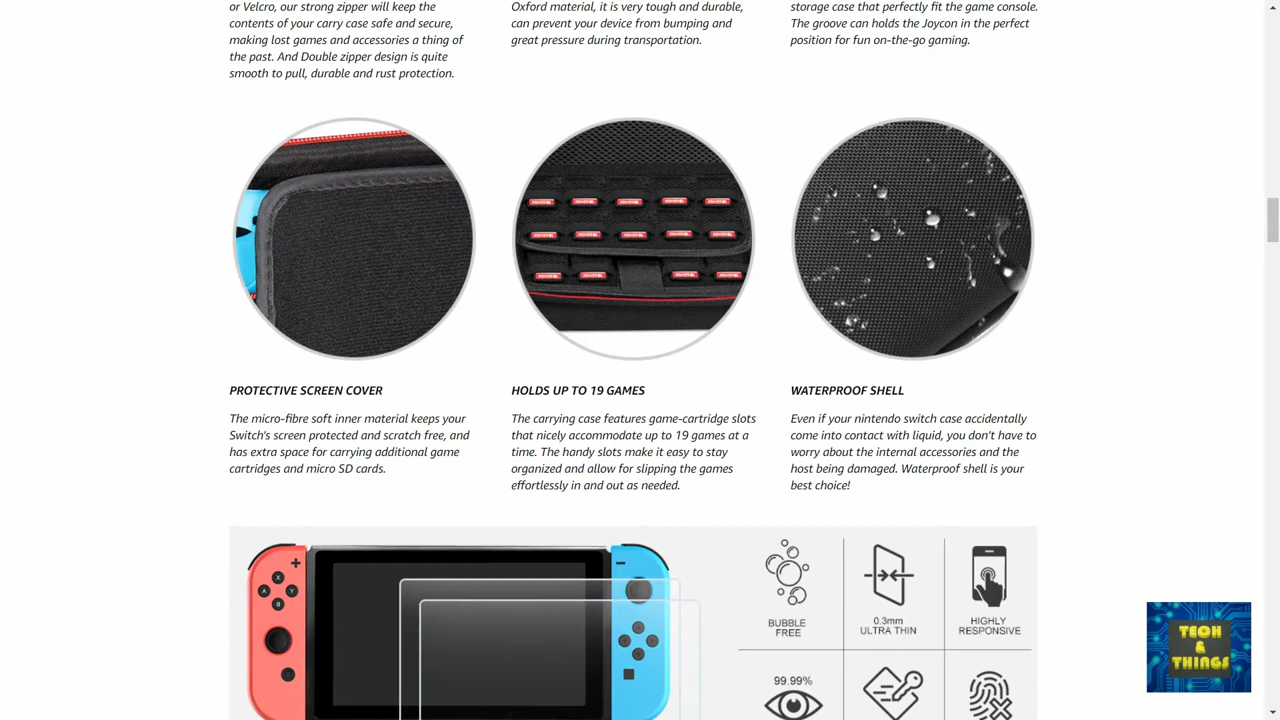 or Velcro, our strong zipper will keep the
contents of your carry case safe and secure,
making lost games and accessories a thing of
the past. And Double zipper design is quite
smooth to pull, durable and rust protection.
Oxford material, it is very tough and durable,
can prevent your device from bumping and
great pressure during transportation.
storage case that perfectly fit the game console.
The groove can holds the Joycon in the perfect
position for fun on-the-go gaming.
PROTECTIVE SCREEN COVER
The micro-fibre soft inner material keeps your
Switch's screen protected and scratch free, and
has extra space for carrying additional game
cartridges and micro SD cards.
HOLDS UP TO 19 GAMES
The carrying case features game-cartridge slots
that nicely accommodate up to 19 games at a
time. The handy slots make it easy to stay
organized and allow for slipping the games
effortlessly in and out as needed.
WATERPROOF SHELL
Even if your nintendo switch case accidentally
come into contact with liquid, you don't have to
worry about the internal accessories and the
host being damaged. Waterproof shell is your
best choice!
X
A
Y
B
BUBBLE
FREE
0.3mm
ULTRA THIN
HIGHLY
RESPONSIVE
99.99%
TECH
&
THINGS